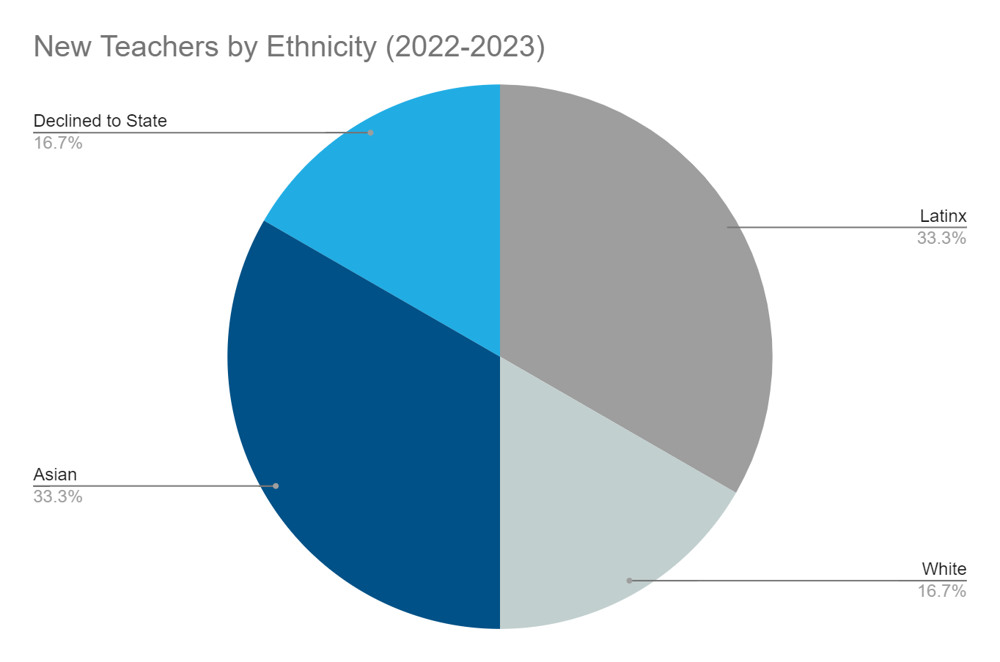 New Teachers by Ethnicity (2022-2023)
Declined to State
16.7%
Latinx
33.3%
Asian
33.3%
White
16.7%